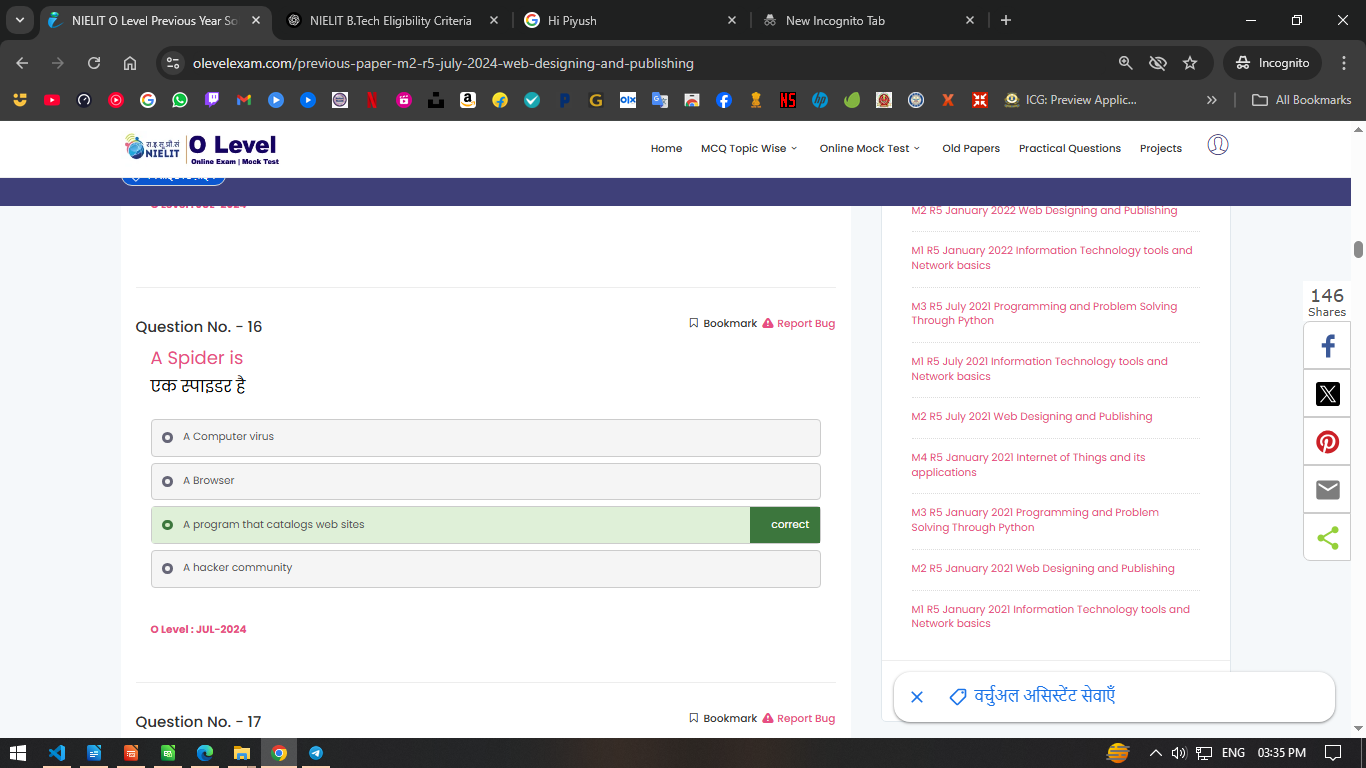 NIELIT O Level Previous Year So
NIELIT B.Tech Eligibility Criteria
Hi Piyush
New Incognito Tab
olevelexam.com/previous-paper-m2-r5-july-2024-web-designing-and-publishing
Incognito
ICG: Preview Applic...
All Bookmarks
रा.इ.सू.प्रौ.सं
NIELIT
O Level
Online Exam | Mock Test
Home
MCQ Topic Wise
Online Mock Test
Old Papers
Practical Questions
Projects
O Level : JUL-2024
Question No. - 16
Bookmark
Report Bug
A Spider is
एक स्पाइडर है
A Computer virus
A Browser
A program that catalogs web sites
correct
A hacker community
O Level : JUL-2024
Question No. - 17
Bookmark
Report Bug
M2 R5 January 2022 Web Designing and Publishing
M1 R5 January 2022 Information Technology tools and
Network basics
M3 R5 July 2021 Programming and Problem Solving
Through Python
M1 R5 July 2021 Information Technology tools and
Network basics
M2 R5 July 2021 Web Designing and Publishing
M4 R5 January 2021 Internet of Things and its
applications
M3 R5 January 2021 Programming and Problem
Solving Through Python
M2 R5 January 2021 Web Designing and Publishing
M1 R5 January 2021 Information Technology tools and
Network basics
146
Shares
वर्चुअल असिस्टेंट सेवाएँ
ENG
03:35 PM